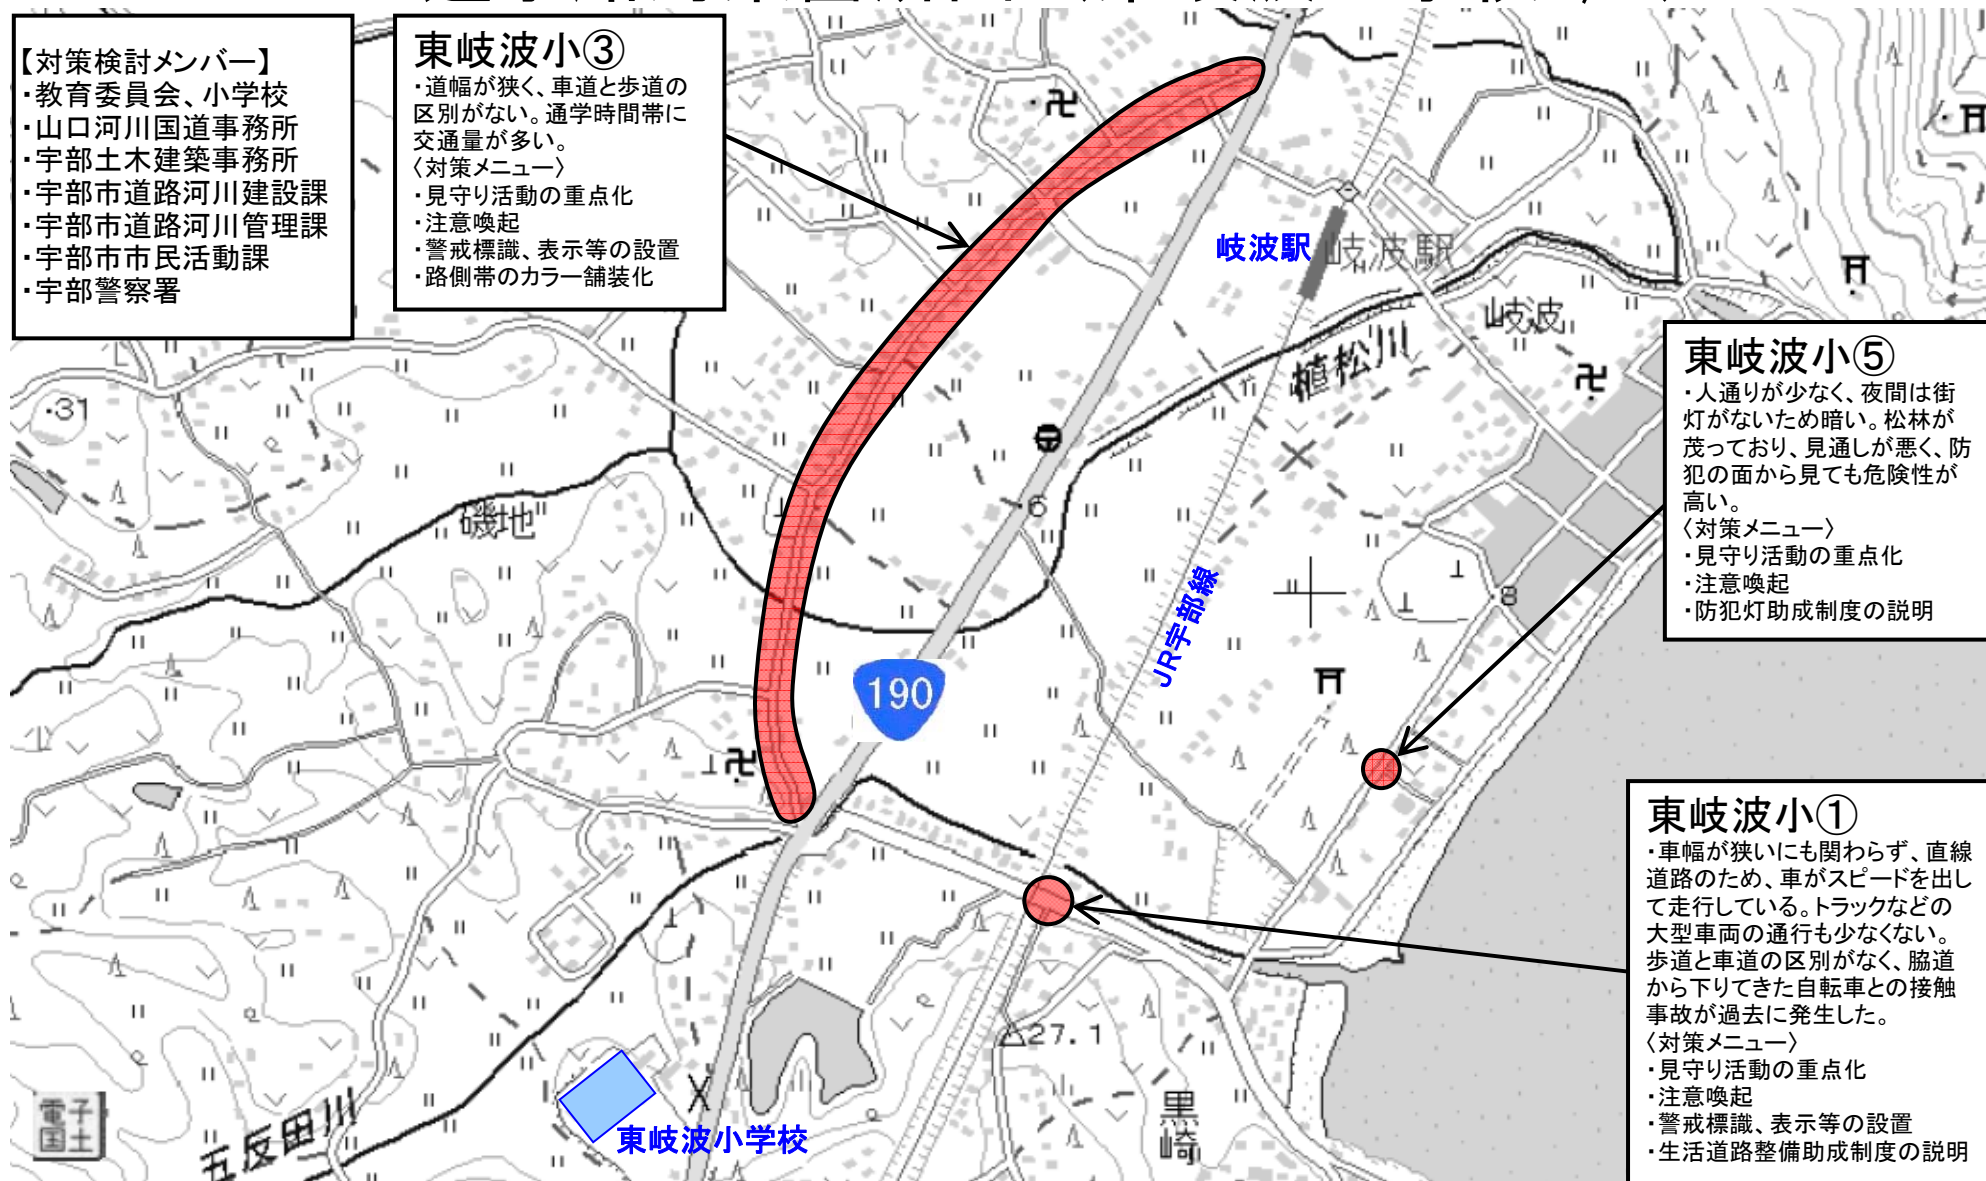 【対策検討メンバー】
・教育委員会、小学校
・山口河川国道事務所
・宇部土木建築事務所
・宇部市道路河川建設課
・宇部市道路河川管理課
・宇部市市民活動課
・宇部警察署
東岐波小③
・道幅が狭く、車道と歩道の
区別がない。通学時間帯に
交通量が多い。
〈対策メニュー〉
・見守り活動の重点化
・注意喚起
・警戒標識、表示等の設置
・路側帯のカラー舗装化
岐波駅
岐波駅
岐波
植松川
東岐波小⑤
・人通りが少なく、夜間は街
灯がないため暗い。松林が
茂っており、見通しが悪く、防
犯の面から見ても危険性が
高い。
〈対策メニュー〉
・見守り活動の重点化
・注意喚起
・防犯灯助成制度の説明
・31
磯地
6
8
JR宇部線
190
東岐波小①
・車幅が狭いにも関わらず、直線
道路のため、車がスピードを出し
て走行している。トラックなどの
大型車両の通行も少なくない。
歩道と車道の区別がなく、脇道
から下りてきた自転車との接触
事故が過去に発生した。
〈対策メニュー〉
・見守り活動の重点化
・注意喚起
・警戒標識、表示等の設置
・生活道路整備助成制度の説明
27.1
黒崎
東岐波小学校
五反田川
電子
国土